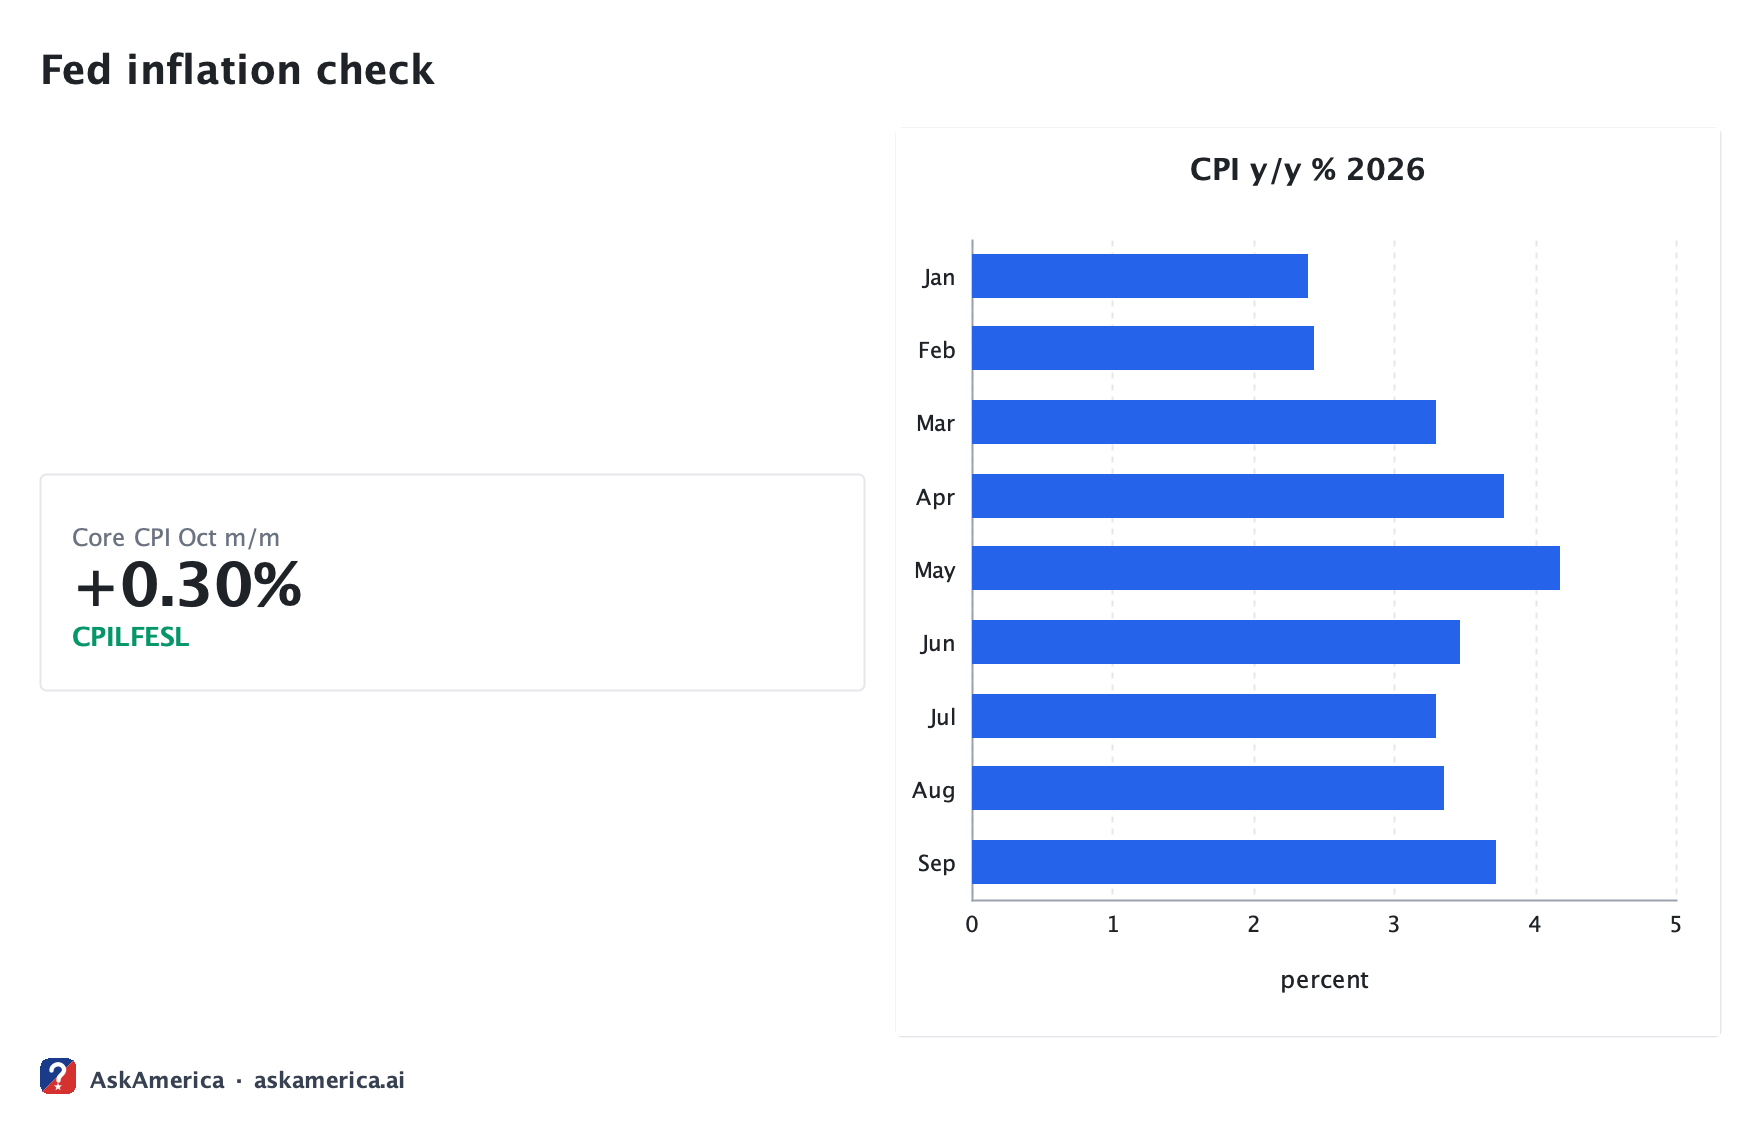 Fed inflation check
Core CPI Oct m/m
+0.30%
CPILFESL
CPI y/y % 2026
Jan
Feb
Mar
Apr
May
Jun
Jul
Aug
Sep
0 1 2 3 4 5
percent
? AskAmerica · askamerica.ai